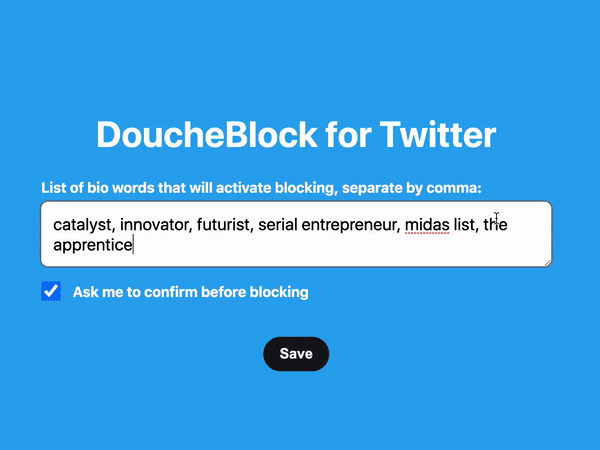 DoucheBlock for Twitter
List of bio words that will activate blocking, separate by comma:
catalyst, innovator, futurist, serial entrepreneur, midas list, the
apprentice
Ask me to confirm before blocking
Save